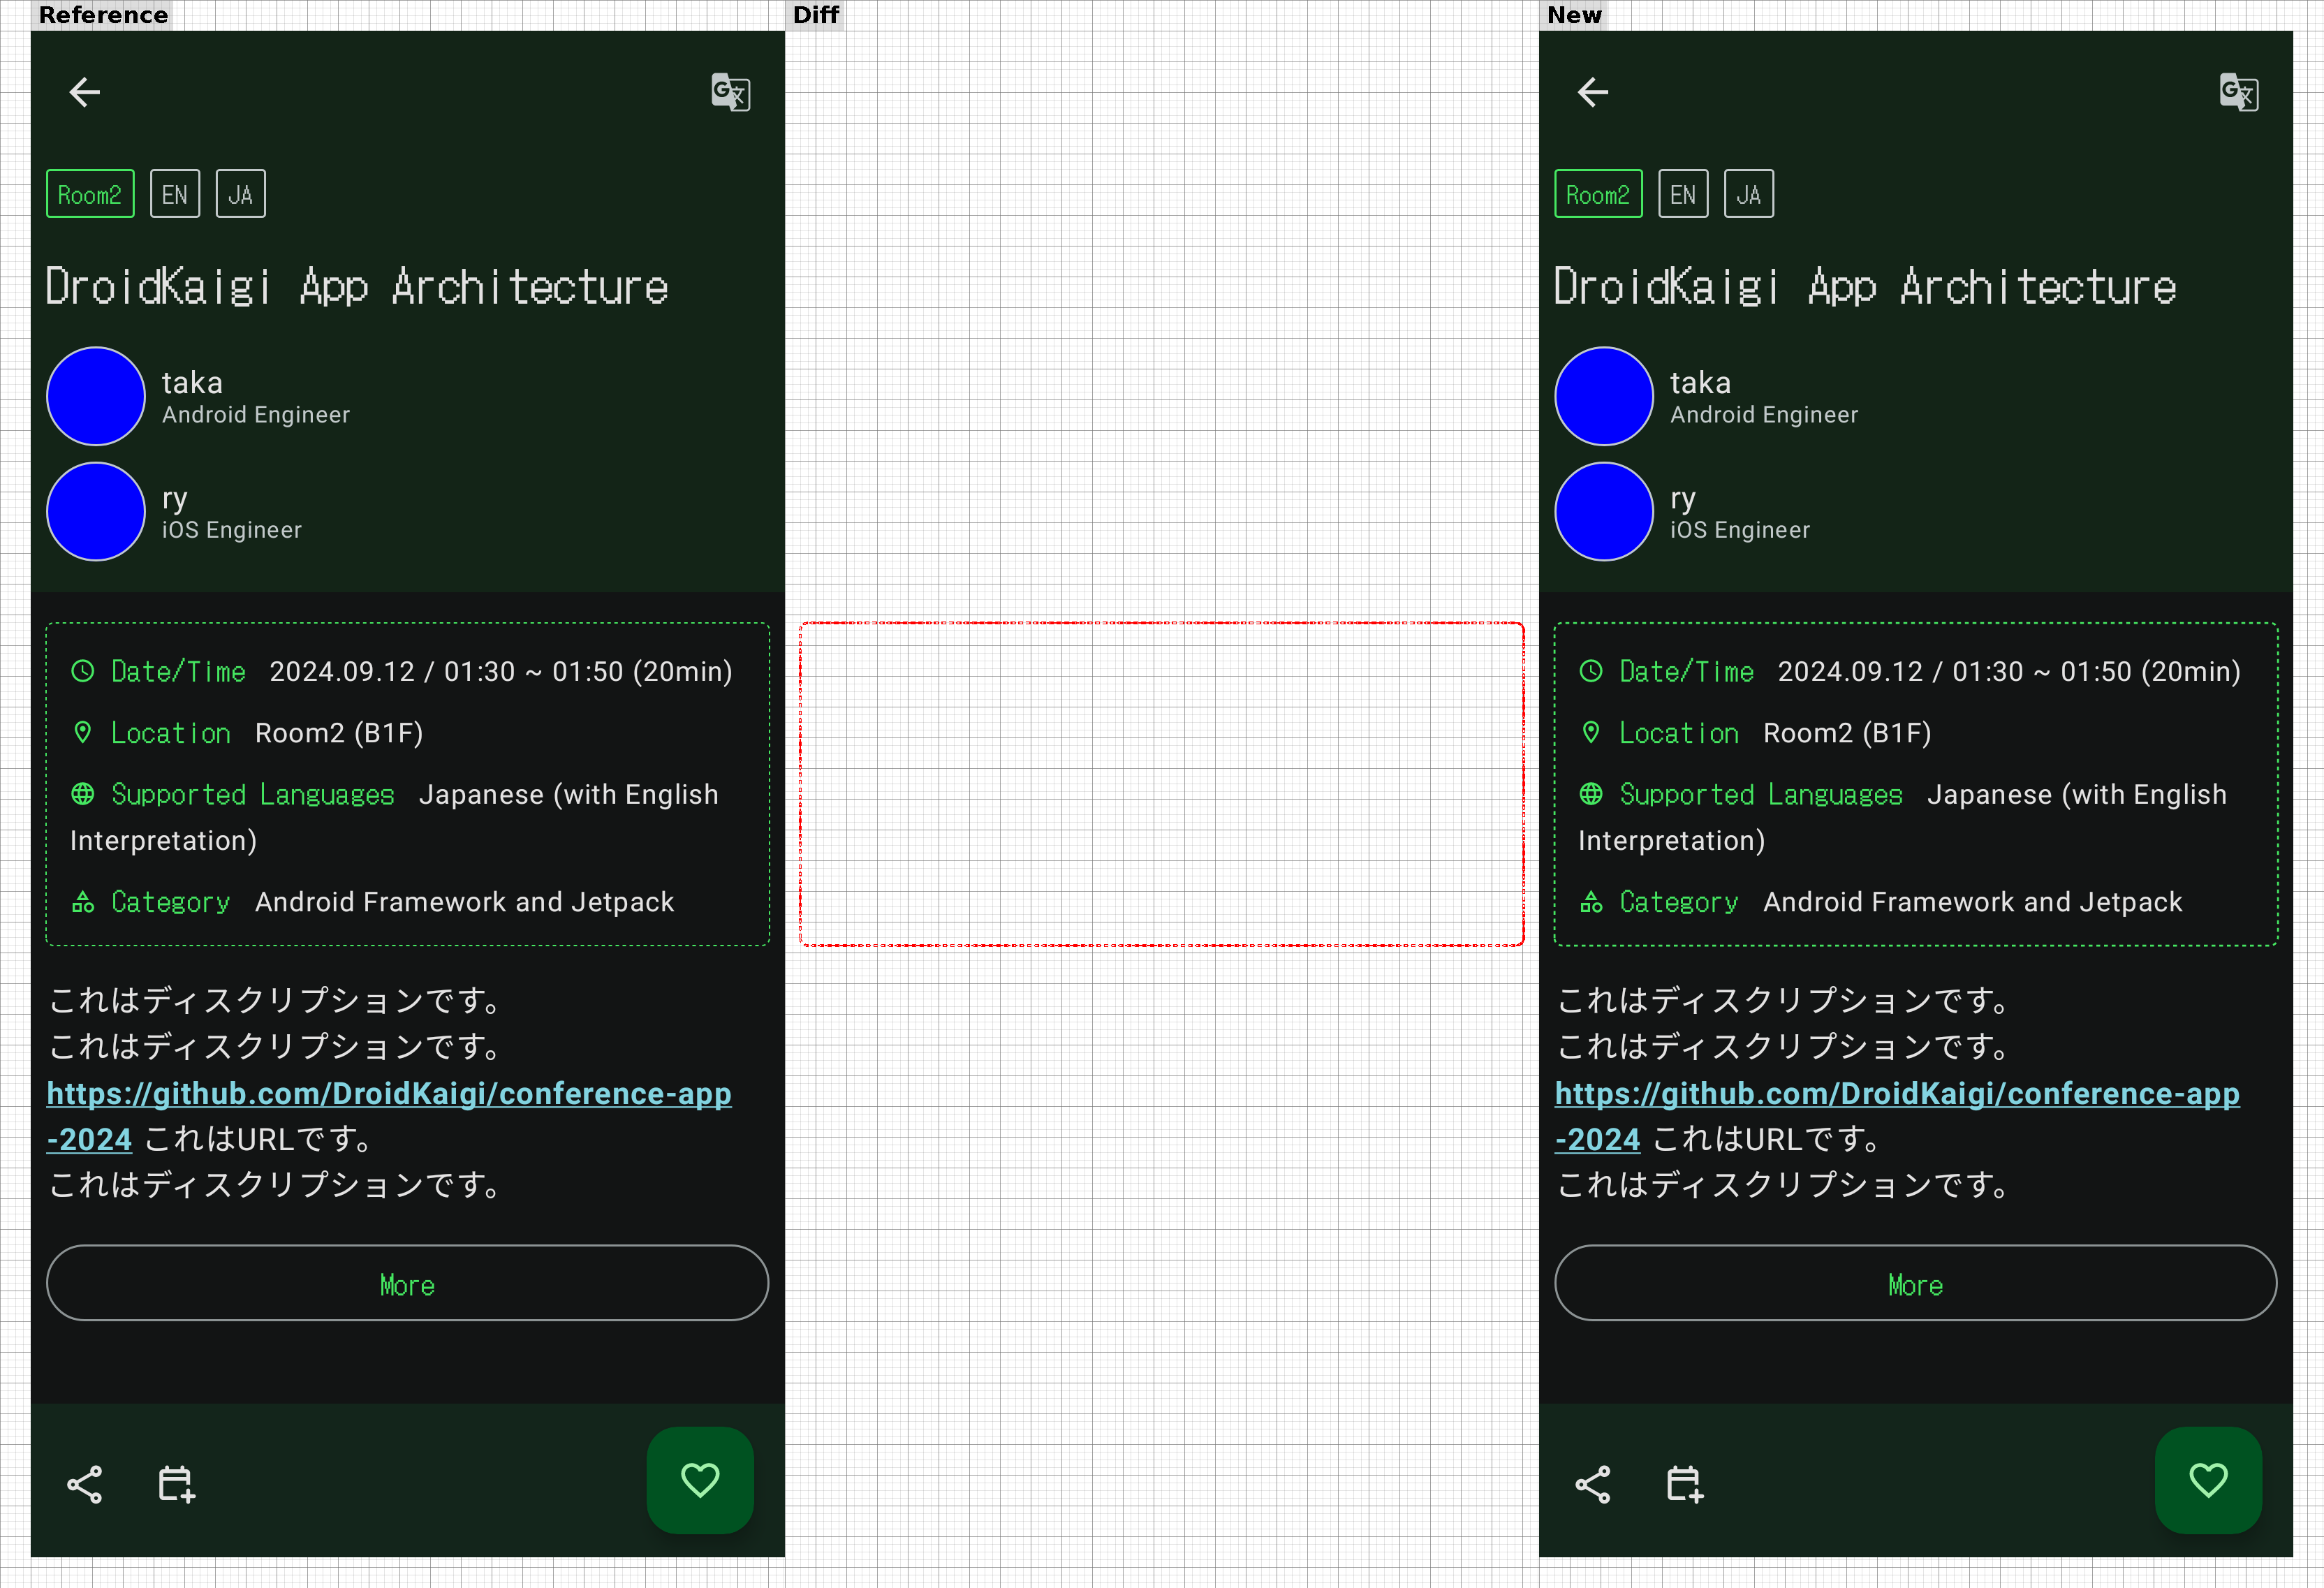 Reference
Room2 EN JA
DroidKaigi App Architecture
taka
Android Engineer
ry
iOS Engineer
Date/Time 2024.09.12 / 01:30 ~ 01:50 (20min)
Location Room2 (B1F)
Supported Languages Japanese (with English
Interpretation)
Category Android Framework and Jetpack
これはディスクリプションです。
これはディスクリプションです。
https://github.com/DroidKaigi/conference-app
-2024 これはURLです。
これはディスクリプションです。
More
Diff
New
Room2 EN JA
DroidKaigi App Architecture
taka
Android Engineer
ry
iOS Engineer
Date/Time 2024.09.12 / 01:30 ~ 01:50 (20min)
Location Room2 (B1F)
Supported Languages Japanese (with English
Interpretation)
Category Android Framework and Jetpack
これはディスクリプションです。
これはディスクリプションです。
https://github.com/DroidKaigi/conference-app
-2024 これはURLです。
これはディスクリプションです。
More